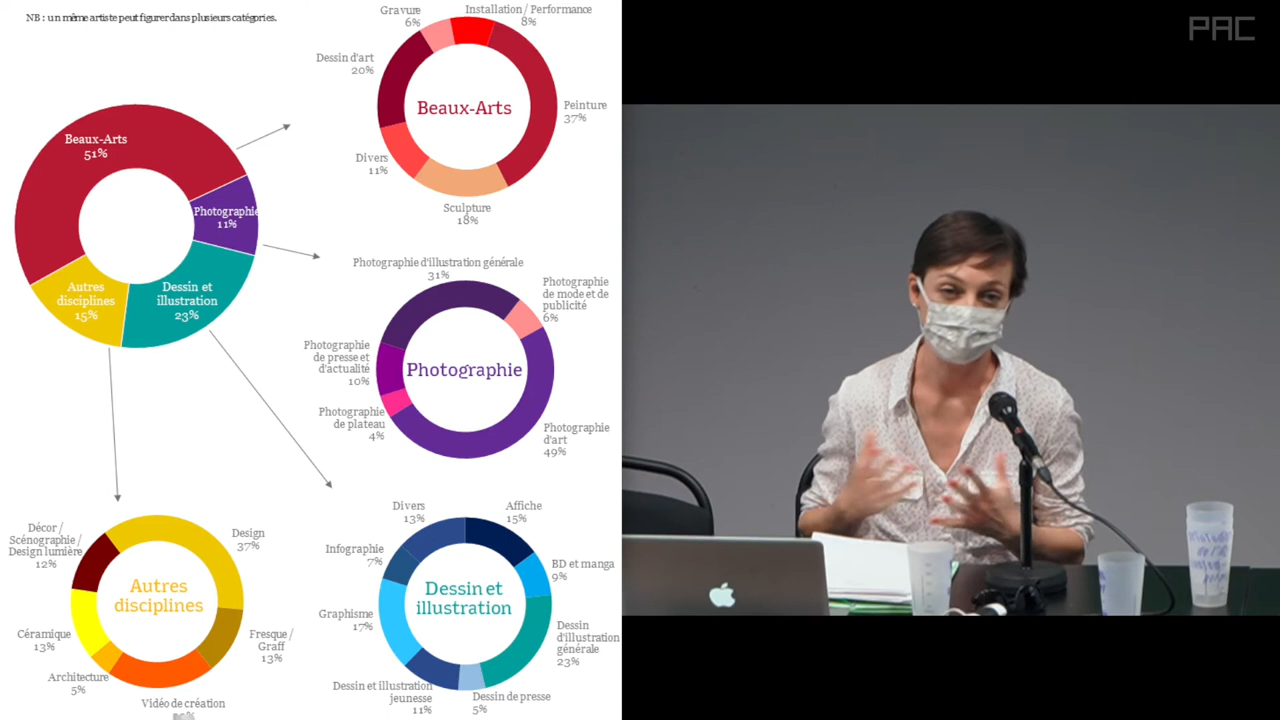 NB : un même artiste peut figurer dans plusieurs catégories.
Beaux-Arts
51%
Photographie
11%
Dessin et
illustration
23%
Autres
disciplines
15%
Gravure
6%
Installation / Performance
8%
Dessin d'art
20%
Beaux-Arts
Peinture
37%
Divers
11%
Sculpture
18%
Photographie d'illustration générale
31%
Photographie
de mode et de
publicité
6%
Photographie
de presse et
d'actualité
10%
Photographie
Photographie
de plateau
4%
Photographie
d'art
49%
Décor /
Scénographie /
Design lumière
12%
Design
37%
Autres
disciplines
Céramique
13%
Fresque /
Graff
13%
Architecture
5%
Vidéo de création
Divers
13%
Affiche
15%
Infographie
7%
BD et manga
9%
Dessin et
illustration
Graphisme
17%
Dessin
d'illustration
générale
23%
Dessin et illustration
jeunesse
11%
Dessin de presse
5%
PAC